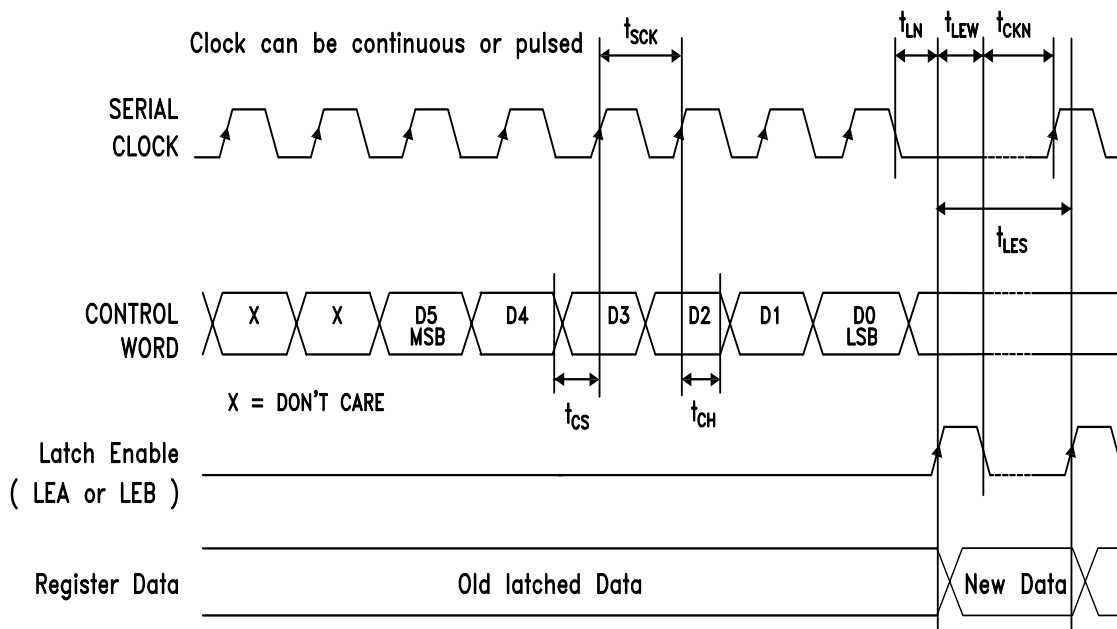 Clock can be continuous or pulsed
tSCK
tLN
tLEW
tCKN
SERIAL
CLOCK
tLES
CONTROL
WORD
X
X
D5
MSB
D4
D3
D2
D1
D0
LSB
X = DON'T CARE
tCS
tCH
Latch Enable
( LEA or LEB )
Register Data
Old latched Data
New Data